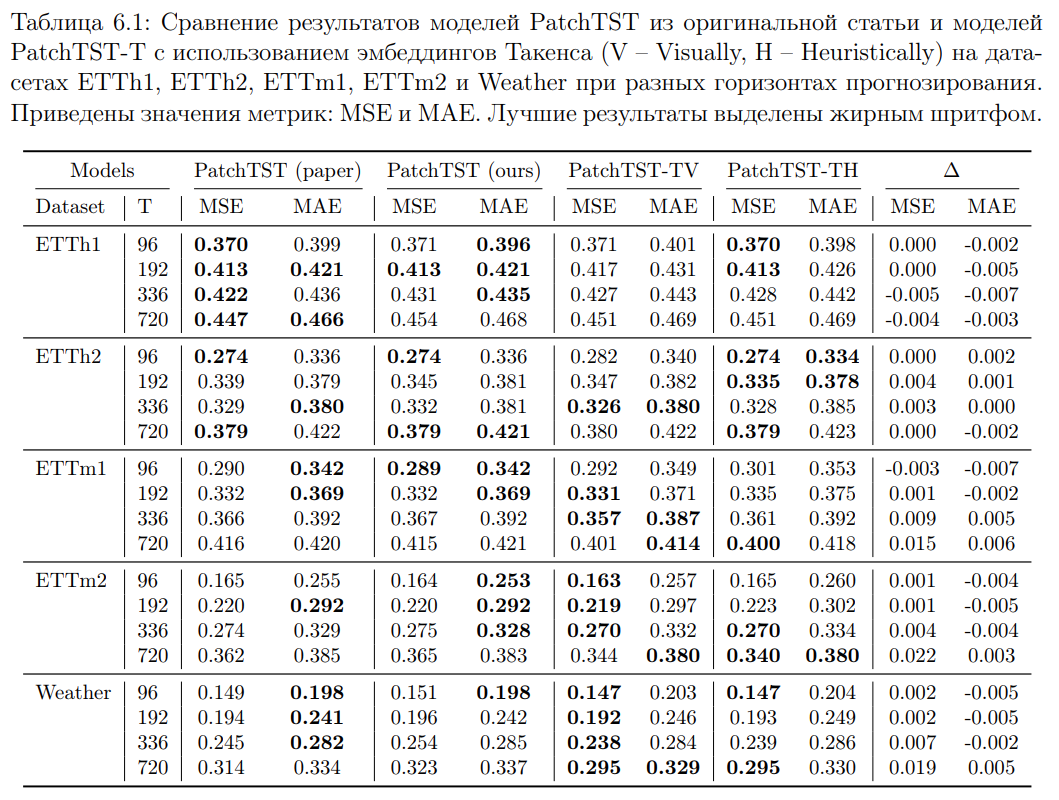 Таблица 6.1: Сравнение результатов моделей PatchTST из оригинальной статьи и моделей
PatchTST-T с использованием эмбеддингов Такенса (V – Visually, H – Heuristically) на дата-
сетах ETTh1, ETTh2, ETTm1, ETTm2 и Weather при разных горизонтах прогнозирования.
Приведены значения метрик: MSE и MAE. Лучшие результаты выделены жирным шритфом.
Models PatchTST (paper) PatchTST (ours) PatchTST-TV PatchTST-TH Δ
Dataset T MSE MAE MSE MAE MSE MAE MSE MAE MSE MAE
ETTh1 96 0.370 0.399 0.371 0.396 0.371 0.401 0.370 0.398 0.000 -0.002
192 0.413 0.421 0.413 0.421 0.417 0.431 0.413 0.426 0.000 -0.005
336 0.422 0.436 0.431 0.435 0.427 0.443 0.428 0.442 -0.005 -0.007
720 0.447 0.466 0.454 0.468 0.451 0.469 0.451 0.469 -0.004 -0.003
ETTh2 96 0.274 0.336 0.274 0.336 0.282 0.340 0.274 0.334 0.000 0.002
192 0.339 0.379 0.345 0.381 0.347 0.382 0.335 0.378 0.004 0.001
336 0.329 0.380 0.332 0.381 0.326 0.380 0.328 0.385 0.003 0.000
720 0.379 0.422 0.379 0.421 0.380 0.422 0.379 0.423 0.000 -0.002
ETTm1 96 0.290 0.342 0.289 0.342 0.292 0.349 0.301 0.353 -0.003 -0.007
192 0.332 0.369 0.332 0.369 0.331 0.371 0.335 0.375 0.001 -0.002
336 0.366 0.392 0.367 0.392 0.357 0.387 0.361 0.392 0.009 0.005
720 0.416 0.420 0.415 0.421 0.401 0.414 0.400 0.418 0.015 0.006
ETTm2 96 0.165 0.255 0.164 0.253 0.163 0.257 0.165 0.260 0.001 -0.004
192 0.220 0.292 0.220 0.292 0.219 0.297 0.223 0.302 0.001 -0.005
336 0.274 0.329 0.275 0.328 0.270 0.332 0.270 0.334 0.004 -0.004
720 0.362 0.385 0.365 0.383 0.344 0.380 0.340 0.380 0.022 0.003
Weather 96 0.149 0.198 0.151 0.198 0.147 0.203 0.147 0.204 0.002 -0.005
192 0.194 0.241 0.196 0.242 0.192 0.246 0.193 0.249 0.002 -0.005
336 0.245 0.282 0.254 0.285 0.238 0.284 0.239 0.286 0.007 -0.002
720 0.314 0.334 0.323 0.337 0.295 0.329 0.295 0.330 0.019 0.005